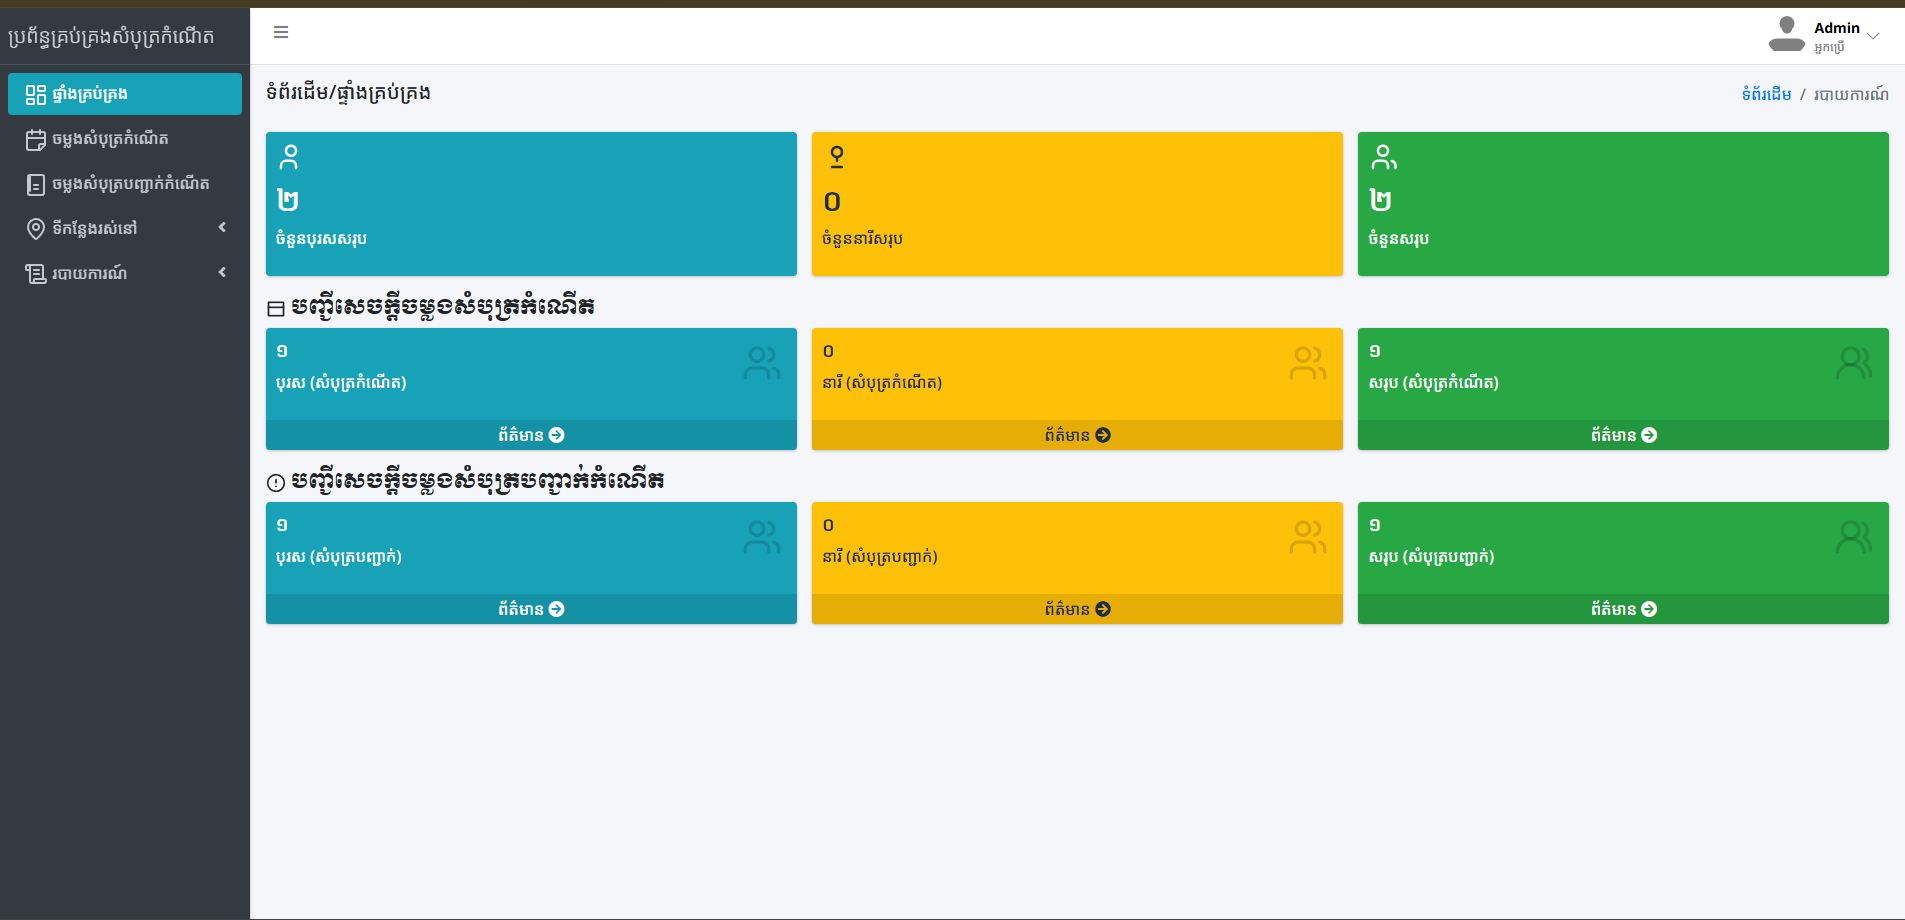 ប្រព័ន្ធគ្រប់គ្រងសំបុត្រកំណើត
Admin
អ្នកប្រើ
ផ្ទាំងគ្រប់គ្រង
ចម្លងសំបុត្រកំណើត
ចម្លងសំបុត្របញ្ជាក់កំណើត
ទីកន្លែងរស់នៅ
របាយការណ៍
ទំព័រដើម/ផ្ទាំងគ្រប់គ្រង
ទំព័រដើម / របាយការណ៍
២
ចំនួនបុរសសរុប
០
ចំនួននារីសរុប
២
ចំនួនសរុប
បញ្ជីសេចក្តីចម្លងសំបុត្រកំណើត
១
បុរស (សំបុត្រកំណើត)
ព័ត៌មាន
០
នារី (សំបុត្រកំណើត)
ព័ត៌មាន
១
សរុប (សំបុត្រកំណើត)
ព័ត៌មាន
បញ្ជីសេចក្តីចម្លងសំបុត្របញ្ជាក់កំណើត
១
បុរស (សំបុត្របញ្ជាក់)
ព័ត៌មាន
០
នារី (សំបុត្របញ្ជាក់)
ព័ត៌មាន
១
សរុប (សំបុត្របញ្ជាក់)
ព័ត៌មាន